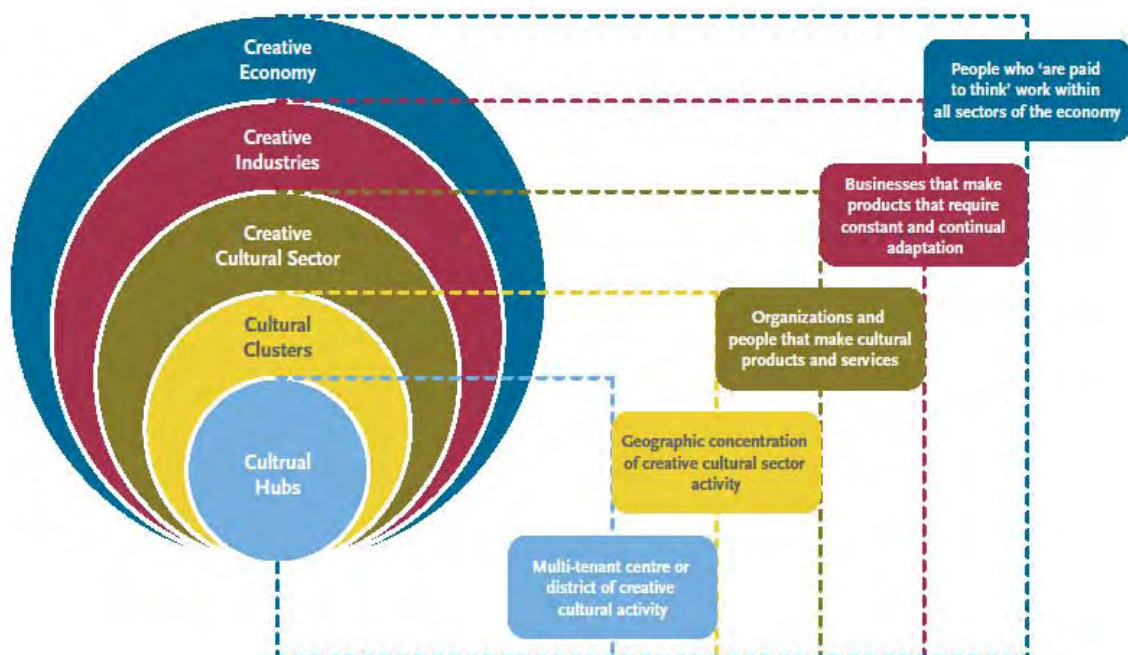 Creative
Economy
Creative
Industries
Creative
Cultural Sector
Cultural
Clusters
Cultrual
Hubs
People who ‘are paid
to think’ work within
all sectors of the economy
Businesses that make
products that require
constant and continual
adaptation
Organizations and
people that make cultural
products and services
Geographic concentration
of creative cultural sector
activity
Multi-tenant centre or
district of creative
cultural activity